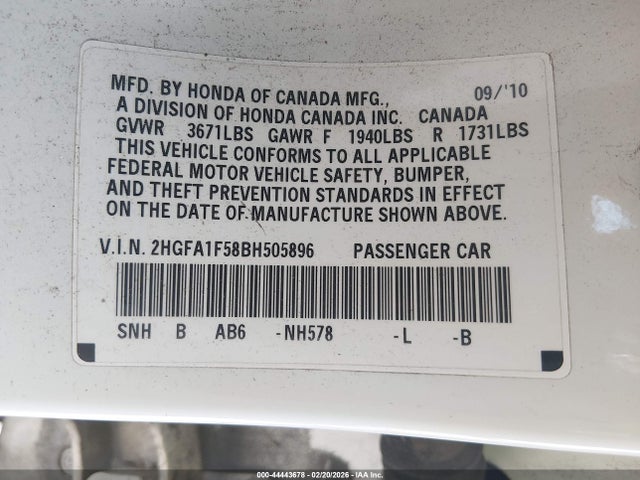 MFD. BY HONDA OF CANADA MFG., 09/'10
A DIVISION OF HONDA CANADA INC. CANADA
GVWR 3671LBS GAWR F 1940LBS R 1731LBS
THIS VEHICLE CONFORMS TO ALL APPLICABLE
FEDERAL MOTOR VEHICLE SAFETY, BUMPER,
AND THEFT PREVENTION STANDARDS IN EFFECT
ON THE DATE OF MANUFACTURE SHOWN ABOVE.
V.I.N. 2HGFA1F58BH505896 PASSENGER CAR
SNH B AB6 -NH578 -L -B
000-44443678 - 02/20/2026 - IAA Inc.